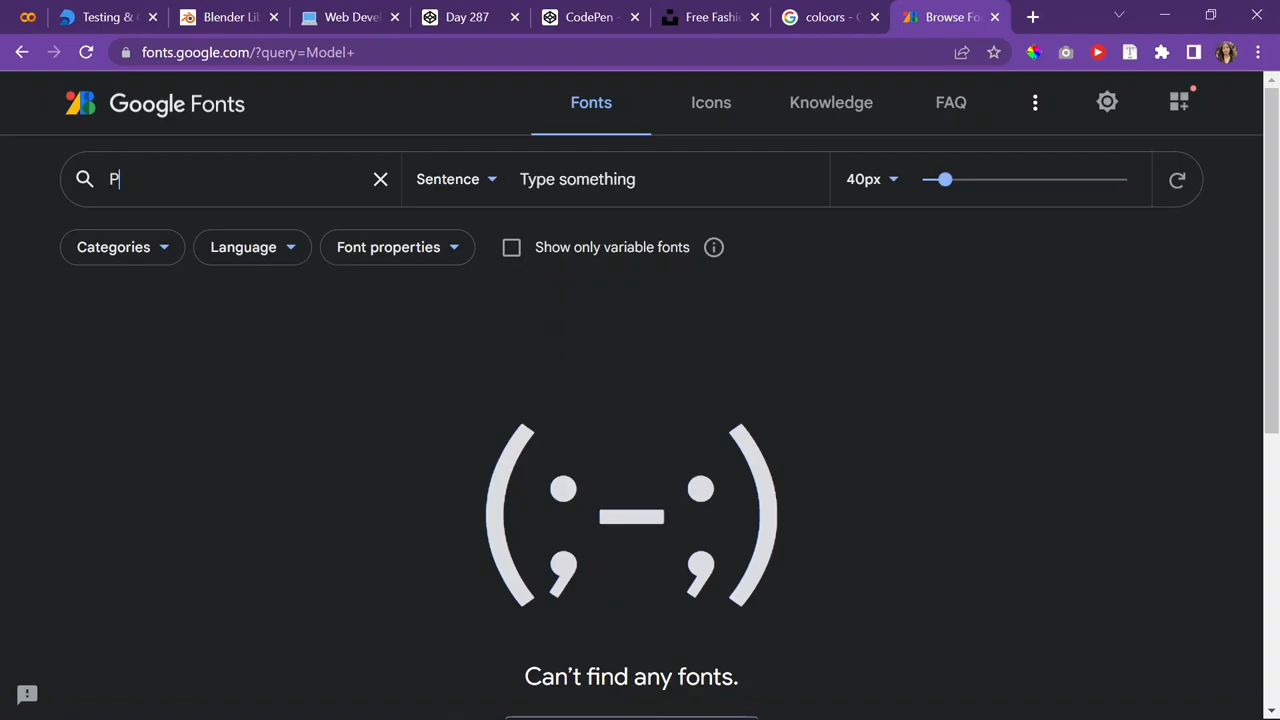 Testing & C
Blender Lib
Web Devel
Day 287
CodePen -
Free Fashi
coloors - G
Browse Fo
fonts.google.com/?query=Model+
Google Fonts
Fonts
Icons
Knowledge
FAQ
P
Sentence
Type something
40px
Categories
Language
Font properties
Show only variable fonts
(; - ;)
Can't find any fonts.